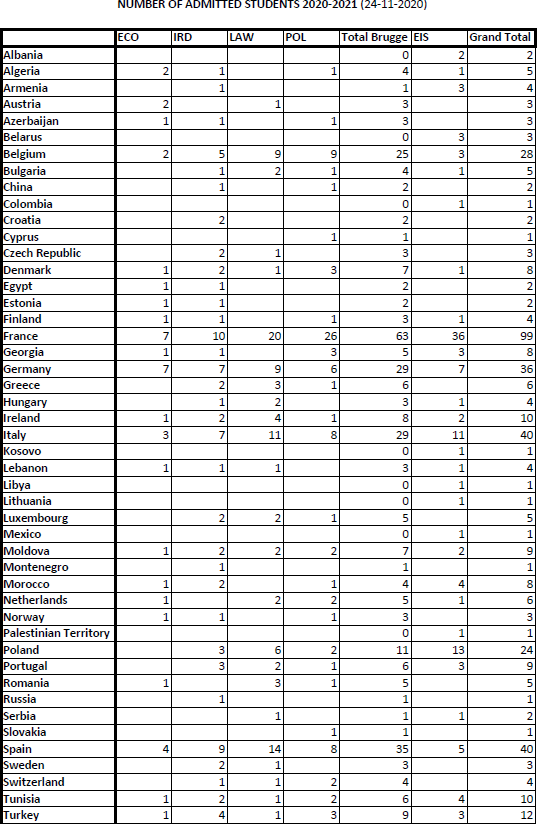 NUMBER OF ADMITTED STUDENTS 2020-2021 (24-11-2020)
ECO IRD LAW POL Total Brugge EIS Grand Total
Albania 0 2 2
Algeria 2 1 1 4 1 5
Armenia 1 1 3 4
Austria 2 1 3 3
Azerbaijan 1 1 1 3 3
Belarus 0 3 3
Belgium 2 5 9 9 25 3 28
Bulgaria 1 2 1 4 1 5
China 1 1 2 2
Colombia 0 1 1
Croatia 2 2 2
Cyprus 1 1 1
Czech Republic 2 1 3 3
Denmark 1 2 1 3 7 1 8
Egypt 1 1 2 2
Estonia 1 1 2 2
Finland 1 1 1 3 1 4
France 7 10 20 26 63 36 99
Georgia 1 1 3 5 3 8
Germany 7 7 9 6 29 7 36
Greece 2 3 1 6 6
Hungary 1 2 3 1 4
Ireland 1 2 4 1 8 2 10
Italy 3 7 11 8 29 11 40
Kosovo 0 1 1
Lebanon 1 1 1 3 1 4
Libya 0 1 1
Lithuania 0 1 1
Luxembourg 2 2 1 5 5
Mexico 0 1 1
Moldova 1 2 2 2 7 2 9
Montenegro 1 1 1
Morocco 1 2 1 4 4 8
Netherlands 1 2 2 5 1 6
Norway 1 1 1 3 3
Palestinian Territory 0 1 1
Poland 3 6 2 11 13 24
Portugal 3 2 1 6 3 9
Romania 1 3 1 5 5
Russia 1 1 1
Serbia 1 1 1 2
Slovakia 1 1 1
Spain 4 9 14 8 35 5 40
Sweden 2 1 3 3
Switzerland 1 1 2 4 4
Tunisia 1 2 1 2 6 4 10
Turkey 1 4 1 3 9 3 12